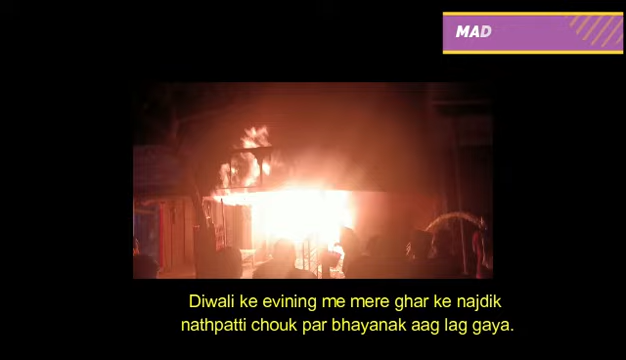 MAD
Diwali ke evining me mere ghar ke najdik
nathpatti chouk par bhayanak aag lag gaya.